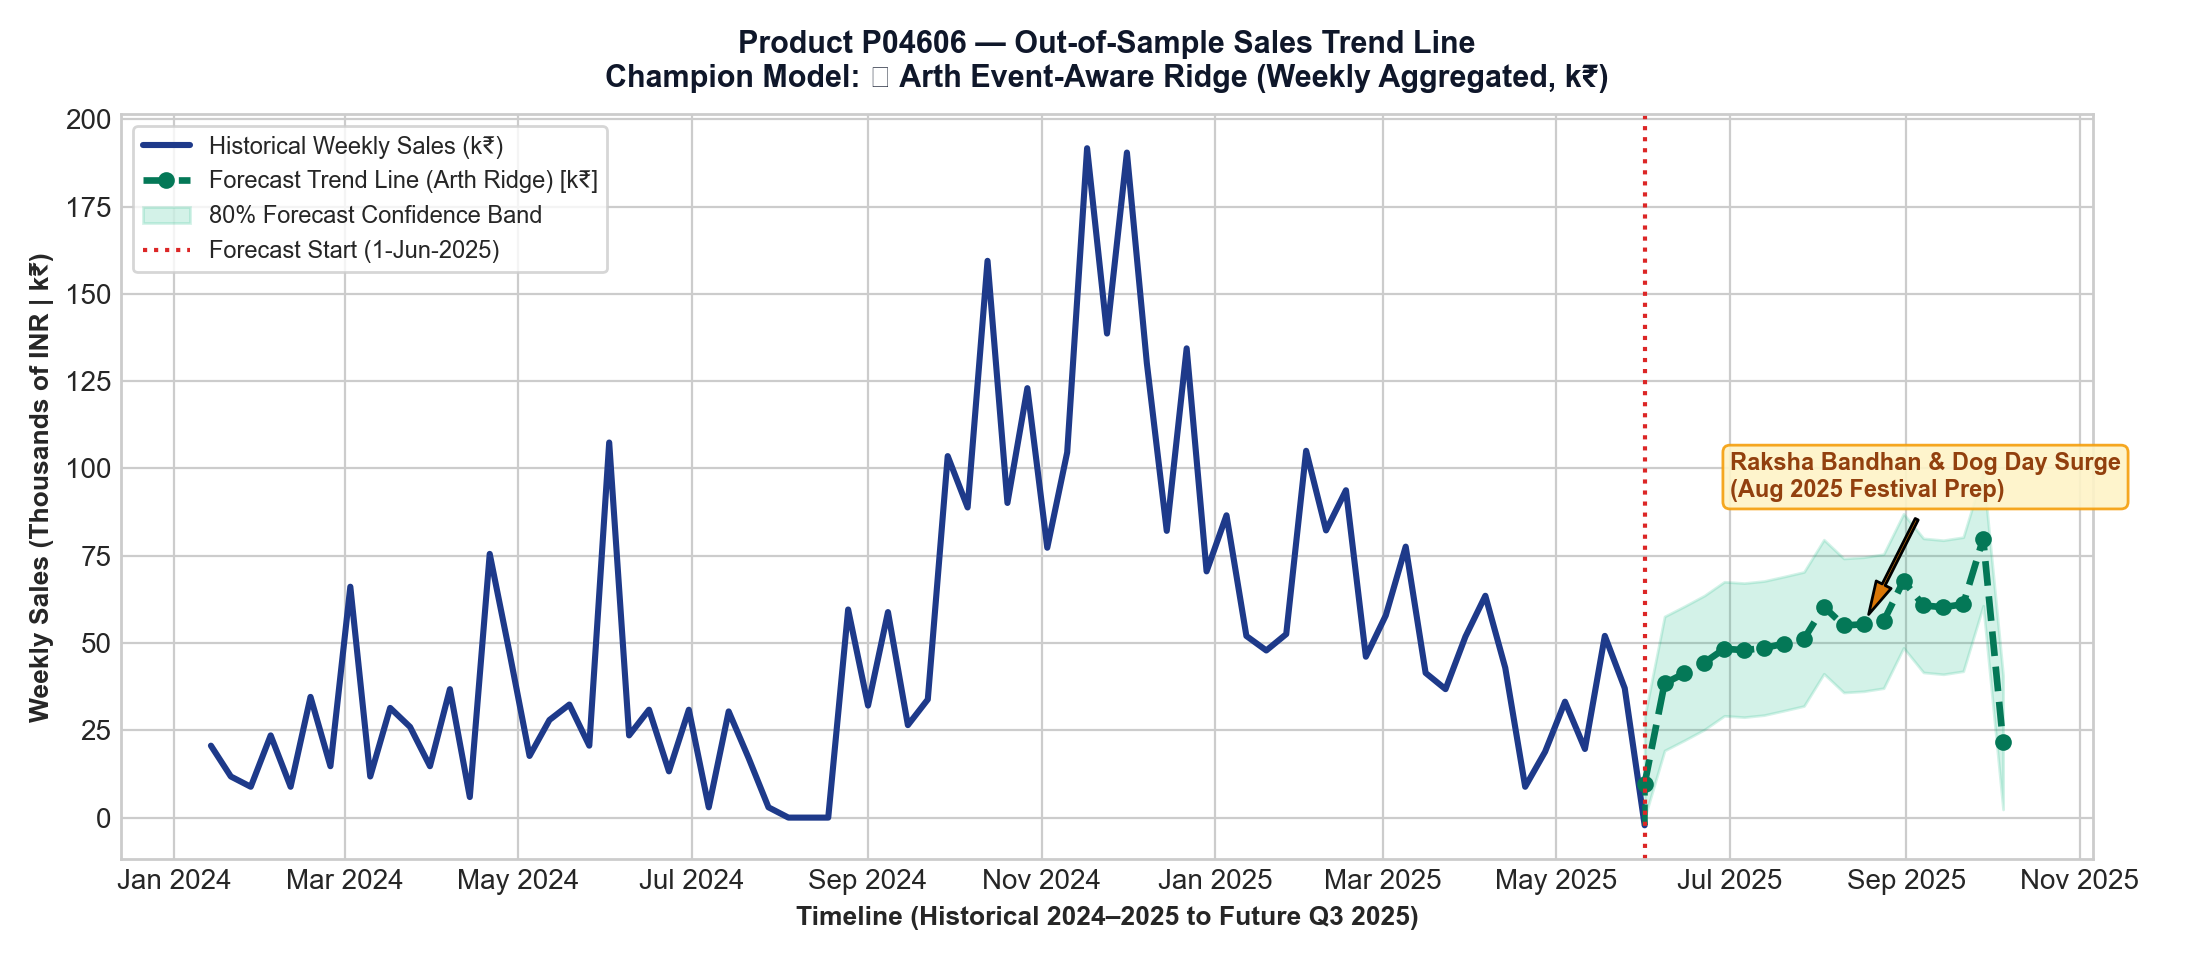 Product P04606 — Out-of-Sample Sales Trend Line
Champion Model: □ Arth Event-Aware Ridge (Weekly Aggregated, k₹)
Historical Weekly Sales (k₹)
Forecast Trend Line (Arth Ridge) [k₹]
80% Forecast Confidence Band
Forecast Start (1-Jun-2025)
200
175
150
125
100
75
50
25
0
Weekly Sales (Thousands of INR | k₹)
Raksha Bandhan & Dog Day Surge
(Aug 2025 Festival Prep)
Jan 2024
Mar 2024
May 2024
Jul 2024
Sep 2024
Nov 2024
Jan 2025
Mar 2025
May 2025
Jul 2025
Sep 2025
Nov 2025
Timeline (Historical 2024–2025 to Future Q3 2025)